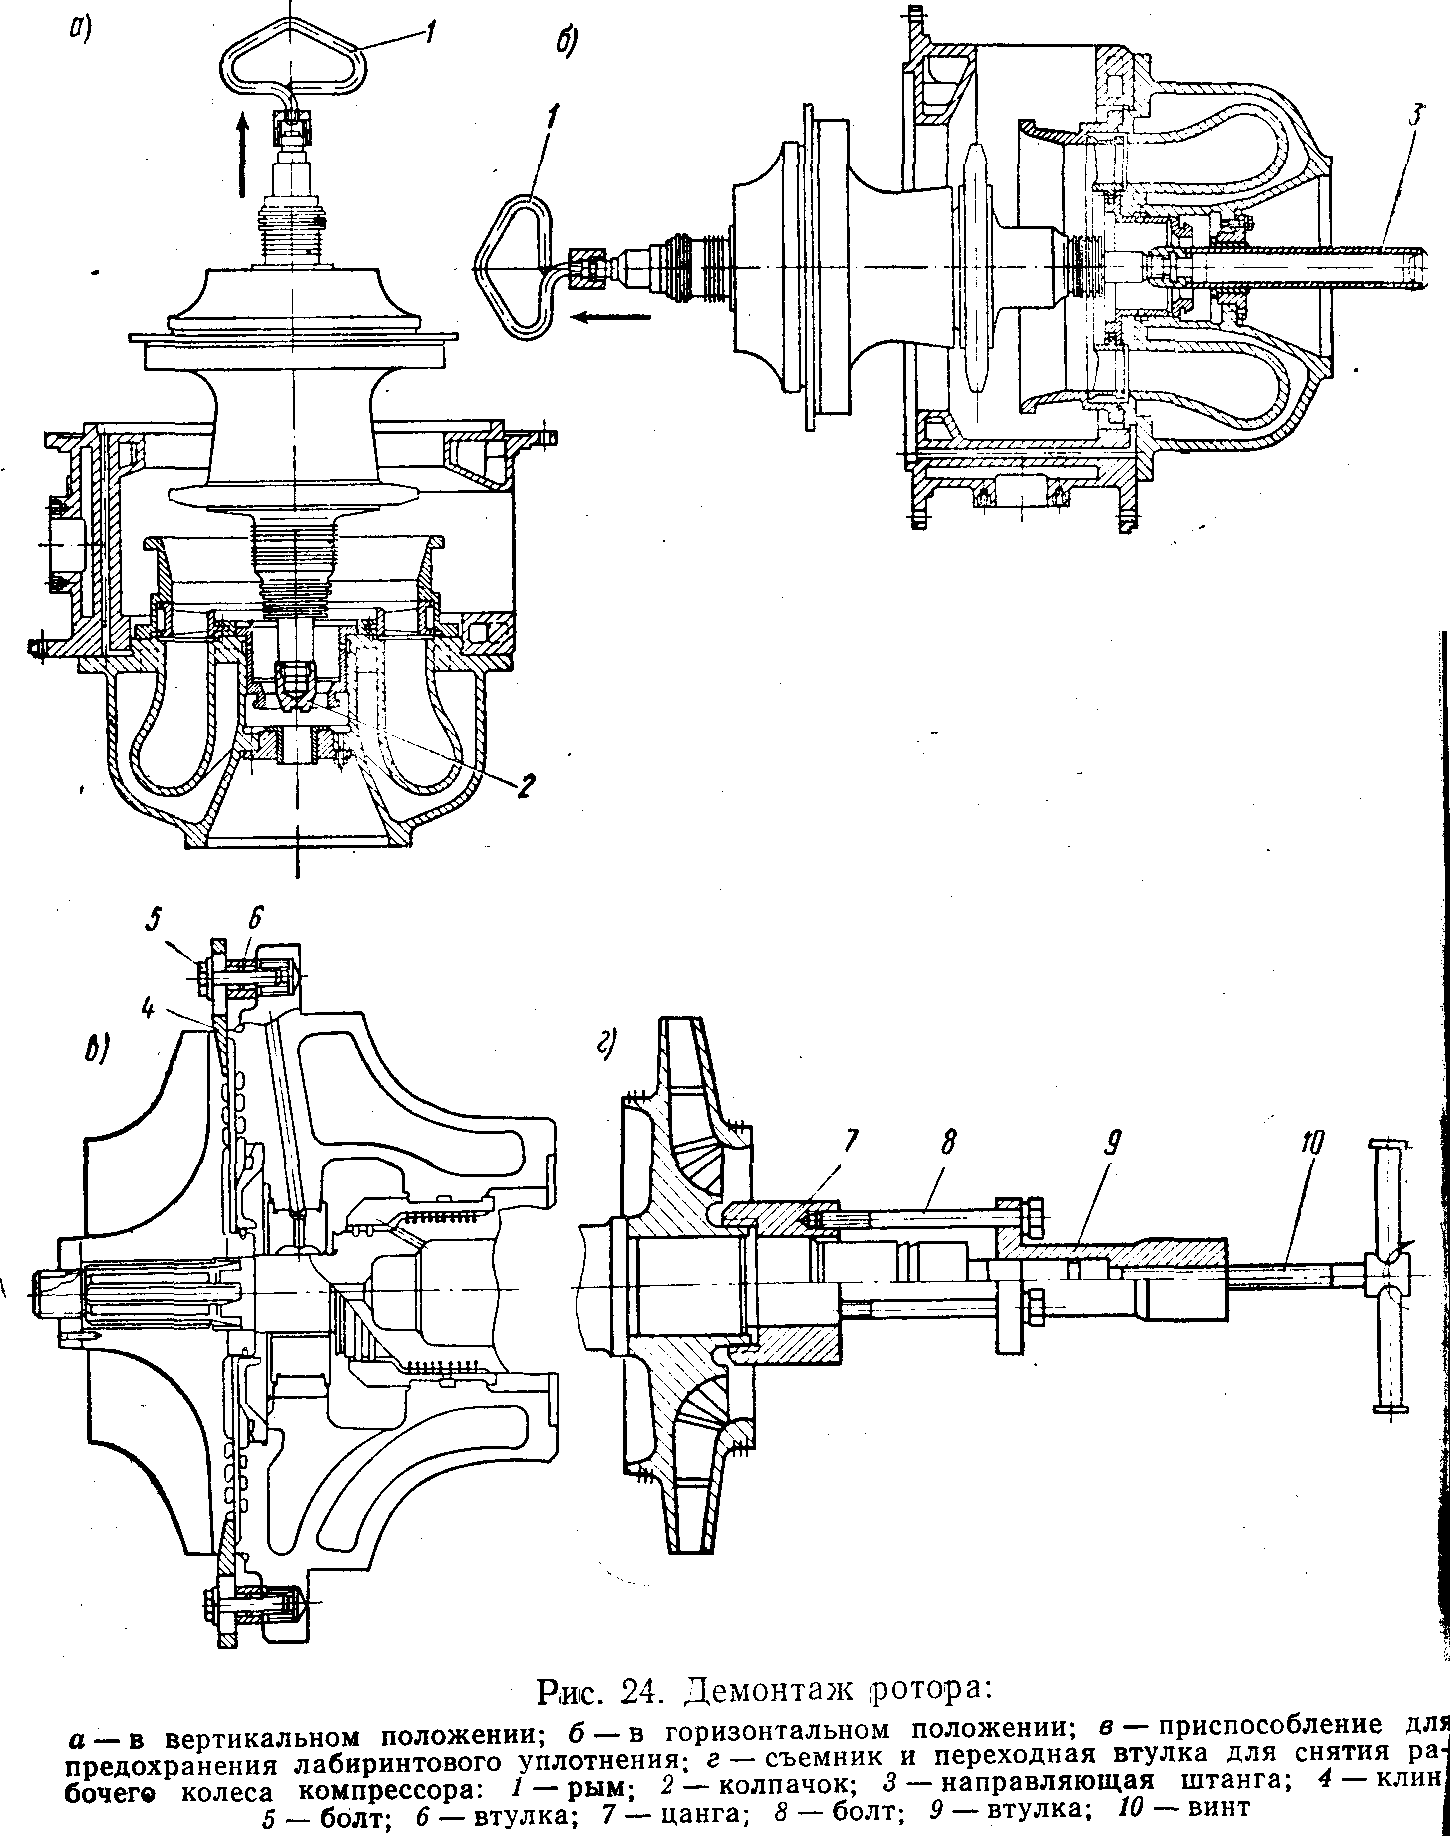 а)
1
б)
1
3
2
5
6
4
в)
г)
7
8
9
10
Рис. 24. Демонтаж ротора:
а — в вертикальном положении; б — в горизонтальном положении; в — приспособление для
предохранения лабиринтового уплотнения; г — съемник и переходная втулка для снятия ра-
бочего колеса компрессора: 1 — рым; 2 — колпачок; 3 — направляющая штанга; 4 — клин
5 — болт; 6 — втулка; 7 — цанга; 8 — болт; 9 — втулка; 10 — винт